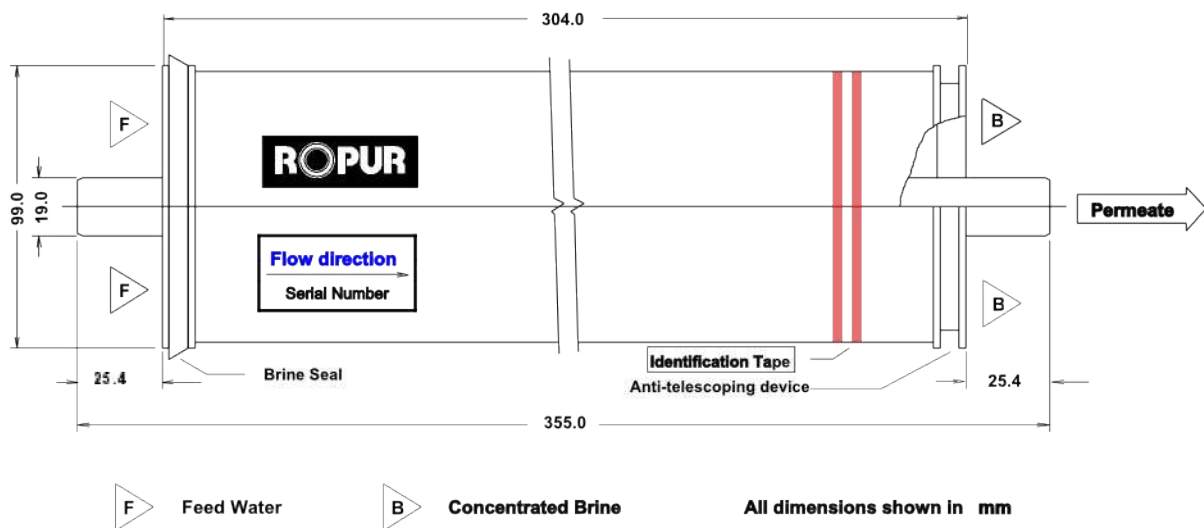 304.0
F
B
ROPUR
99.0
19.0
Permeate
Flow direction
Serial Number
F
B
Identification Tape
Brine Seal
Anti-telescoping device
25.4
25.4
355.0
F Feed Water
B Concentrated Brine
All dimensions shown in mm